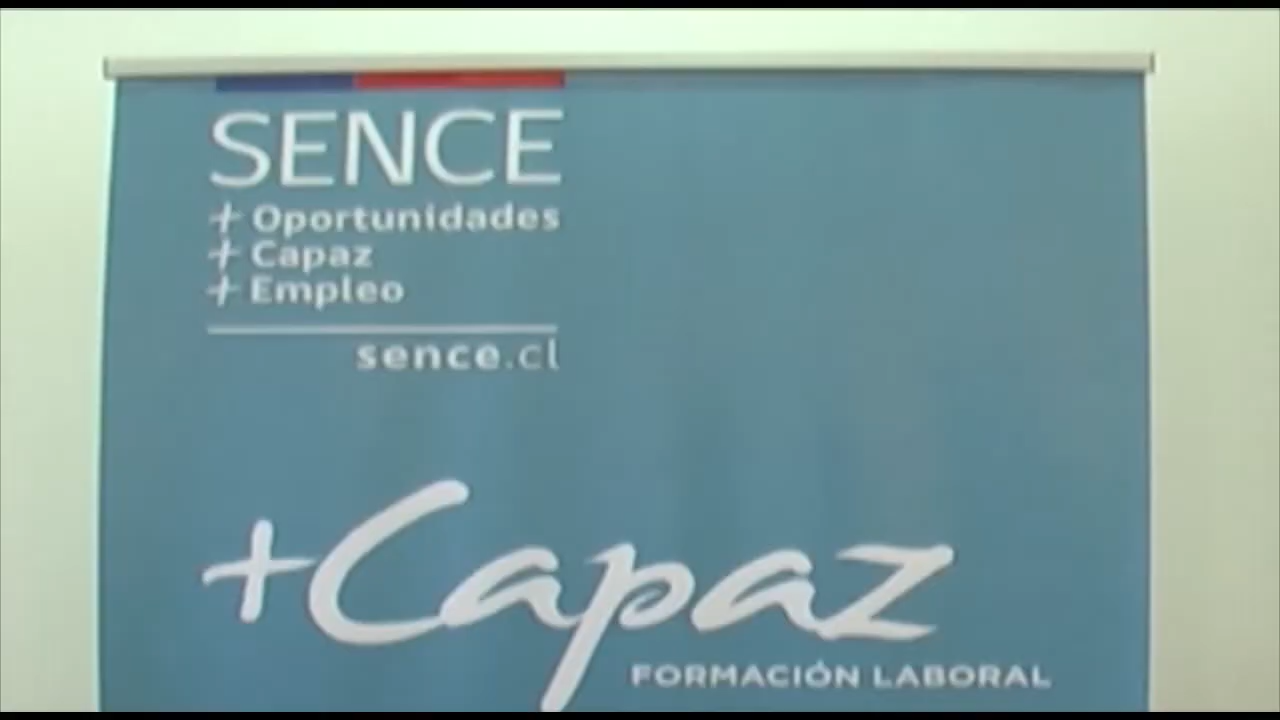 SENCE
+ Oportunidades
+ Capaz
+ Empleo
sence.cl
+Capaz
FORMACIÓN LABORAL